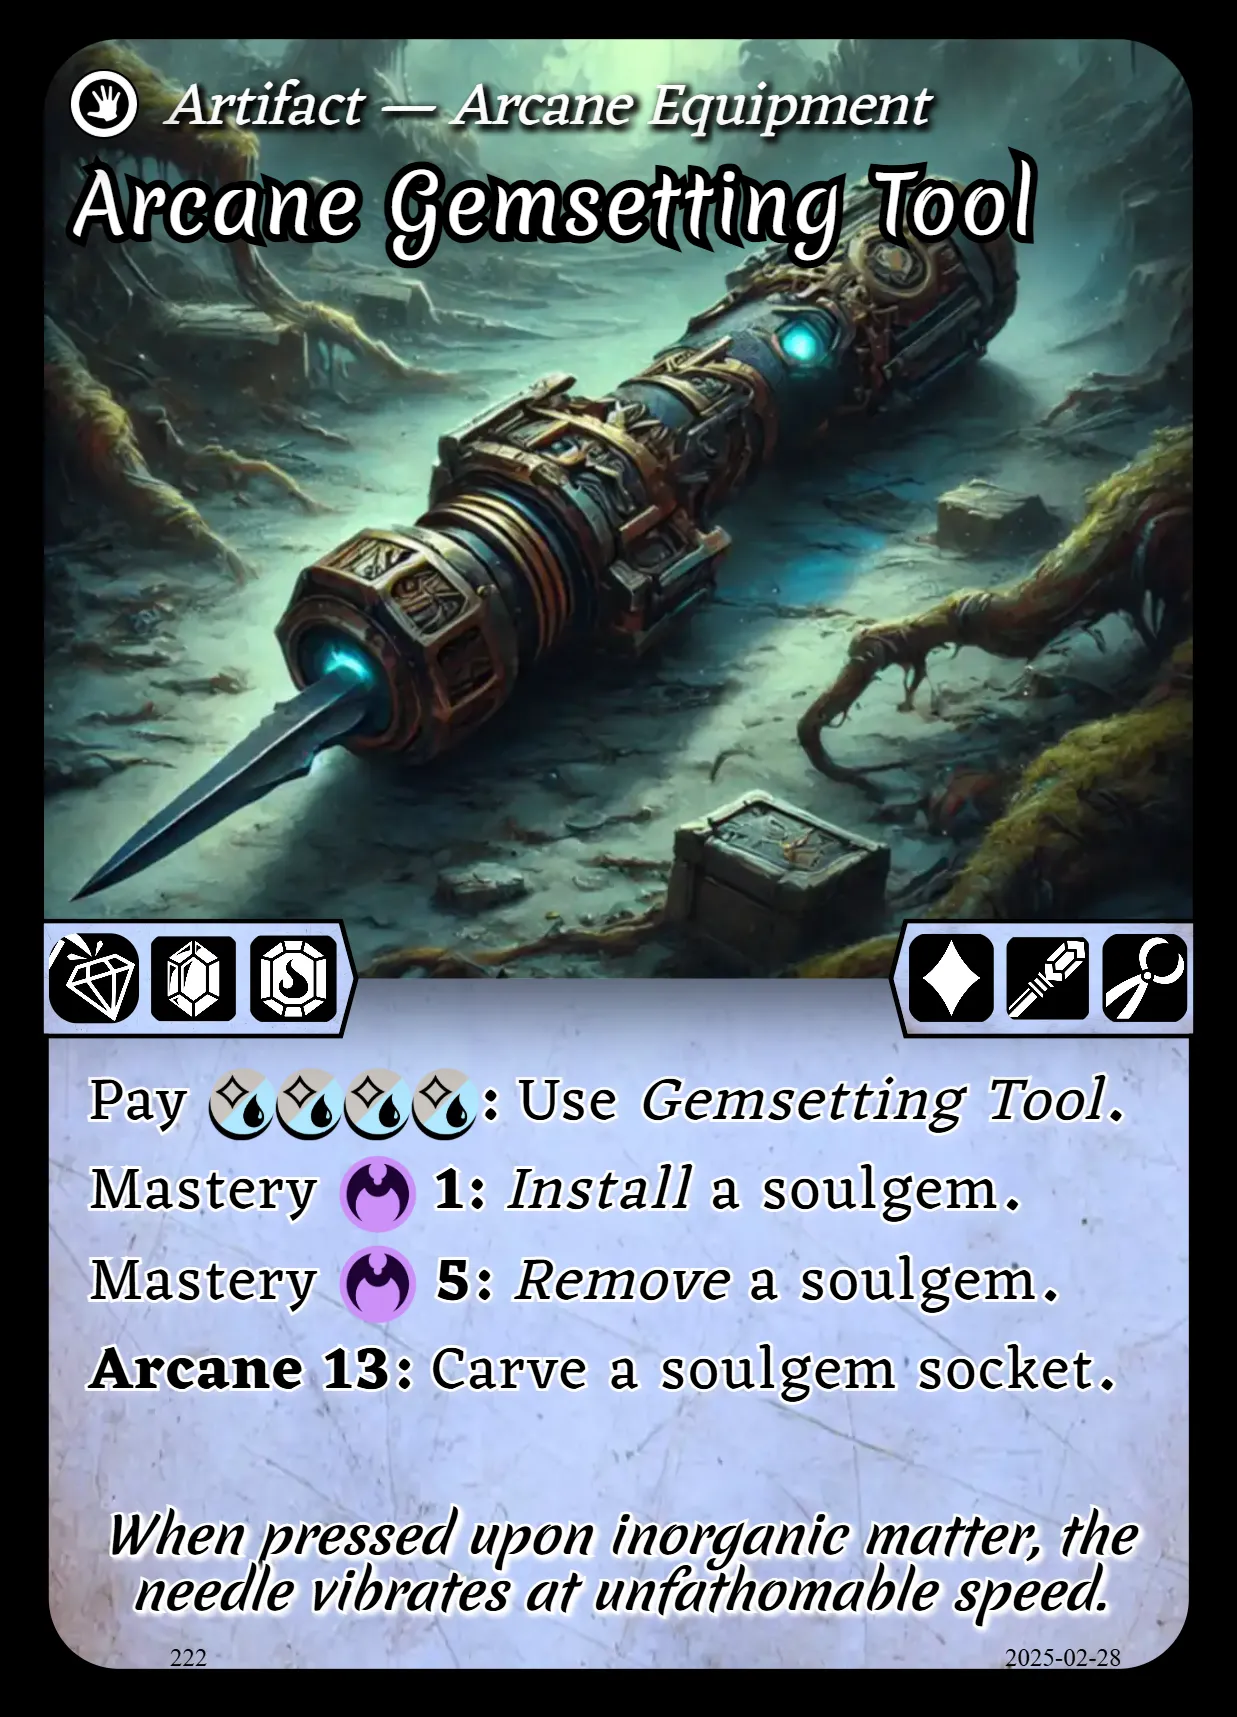 Artifact — Arcane Equipment
Arcane Gemsetting Tool
Pay : Use Gemsetting Tool.
Mastery 1: Install a soulgem.
Mastery 5: Remove a soulgem.
Arcane 13: Carve a soulgem socket.
When pressed upon inorganic matter, the
needle vibrates at unfathomable speed.
222
2025-02-28